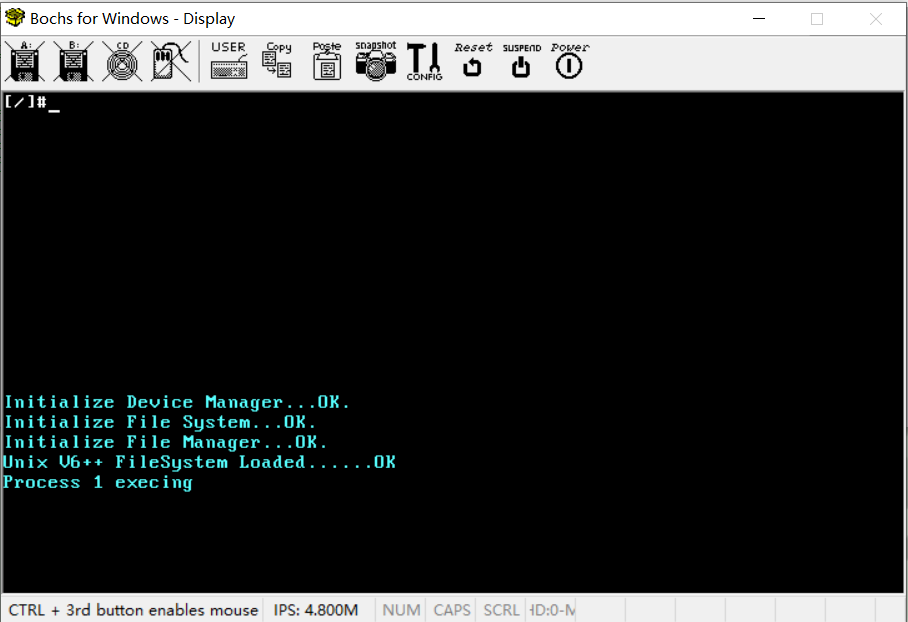 Bochs for Windows - Display
A: B: CD USER Copy Paste snapshot CONFIG Reset SUSPEND Power
[/]#_
Initialize Device Manager...OK.
Initialize File System...OK.
Initialize File Manager...OK.
Unix V6++ FileSystem Loaded......OK
Process 1 execing
CTRL + 3rd button enables mouse IPS: 4.800M NUM CAPS SCRL HD:0-M